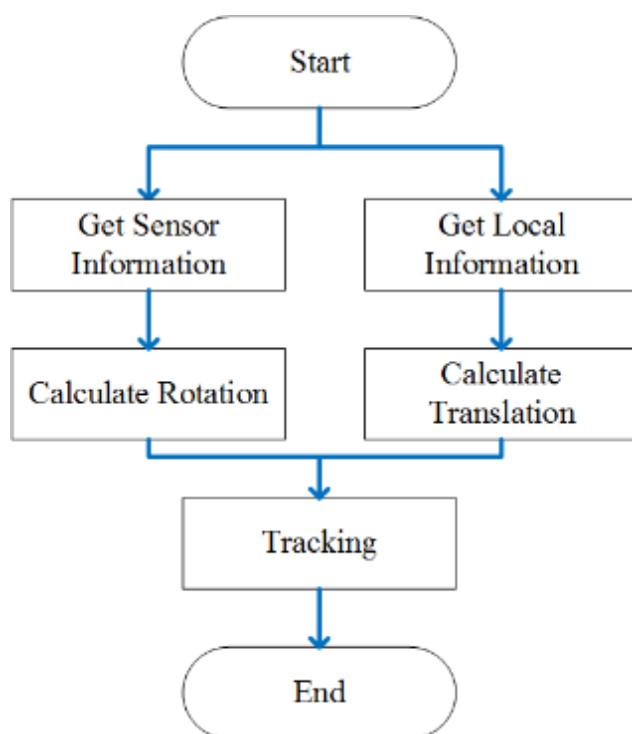 Start
Get Sensor
Information
Get Local
Information
Calculate Rotation
Calculate
Translation
Tracking
End